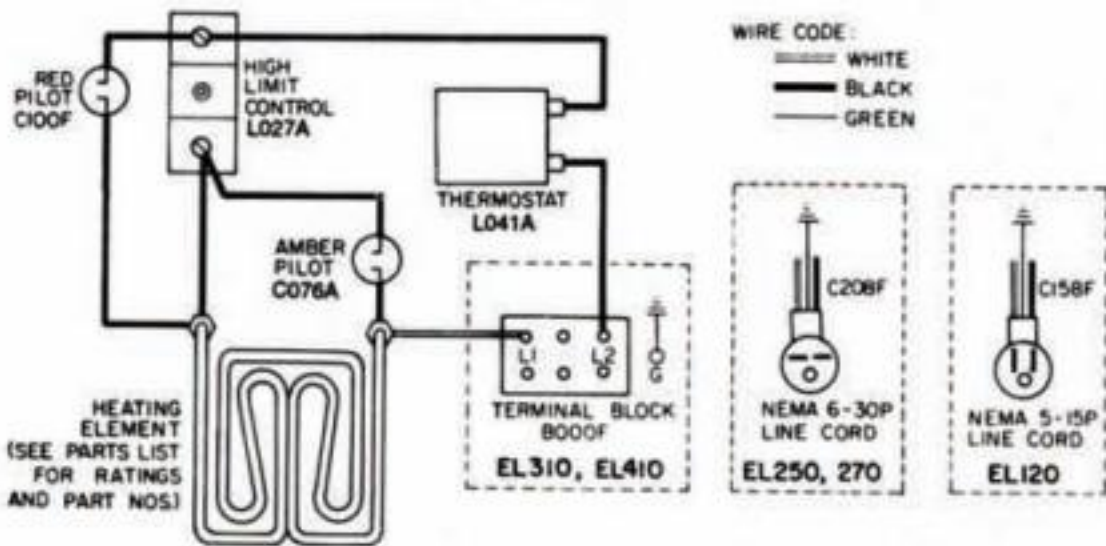 RED
PILOT
C100F
HIGH
LIMIT
CONTROL
L027A
THERMOSTAT
L041A
WIRE CODE:
WHITE
BLACK
GREEN
AMBER
PILOT
C076A
L1
L2
G
TERMINAL BLOCK
B000F
EL310, EL410
C208F
NEMA 6-30P
LINE CORD
EL250, 270
C158F
NEMA 5-15P
LINE CORD
EL120
HEATING
ELEMENT
(SEE PARTS LIST
FOR RATINGS
AND PART NOS.)